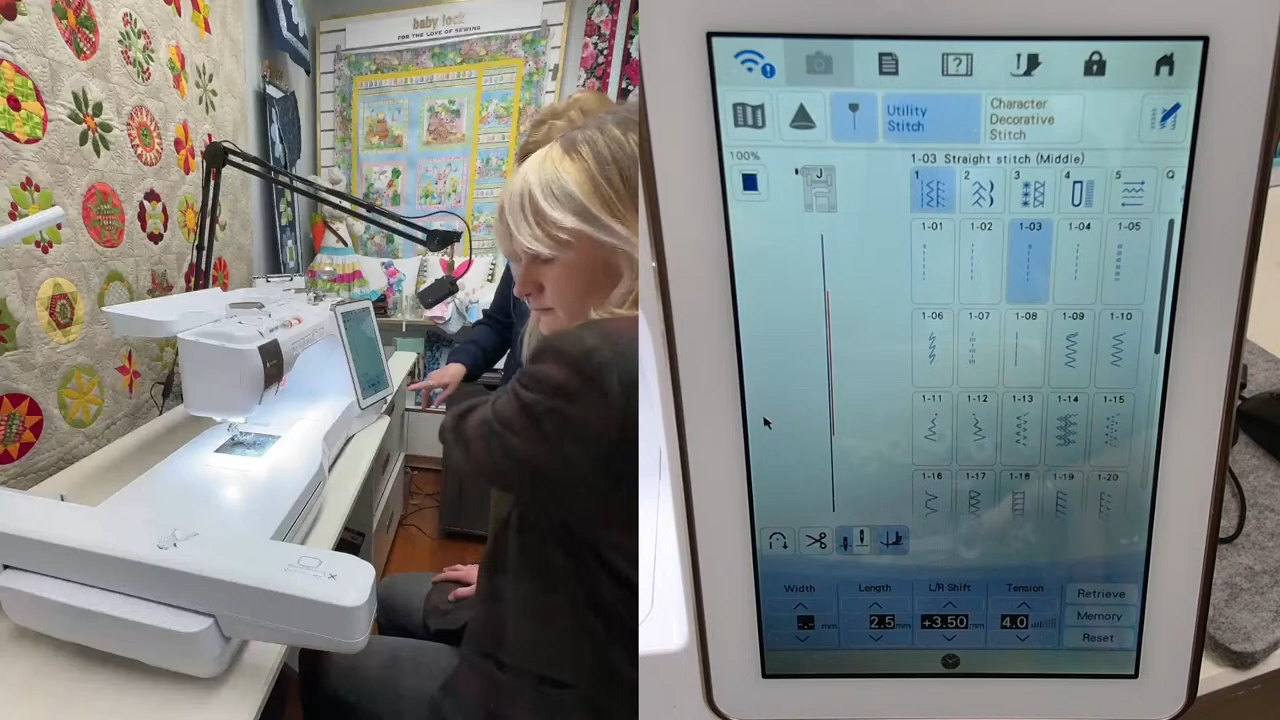 baby lock
FOR THE LOVE OF SEWING
Utility
Stitch
Character
Decorative
Stitch
100%
1-03 Straight stitch (Middle)
J
1
2
3
4
5
Q
1-01
1-02
1-03
1-04
1-05
1-06
1-07
1-08
1-09
1-10
1-11
1-12
1-13
1-14
1-15
1-16
1-17
1-18
1-19
1-20
Width
Length
L/R Shift
Tension
-.- mm
2.5 mm
+3.50 mm
4.0
Retrieve
Memory
Reset